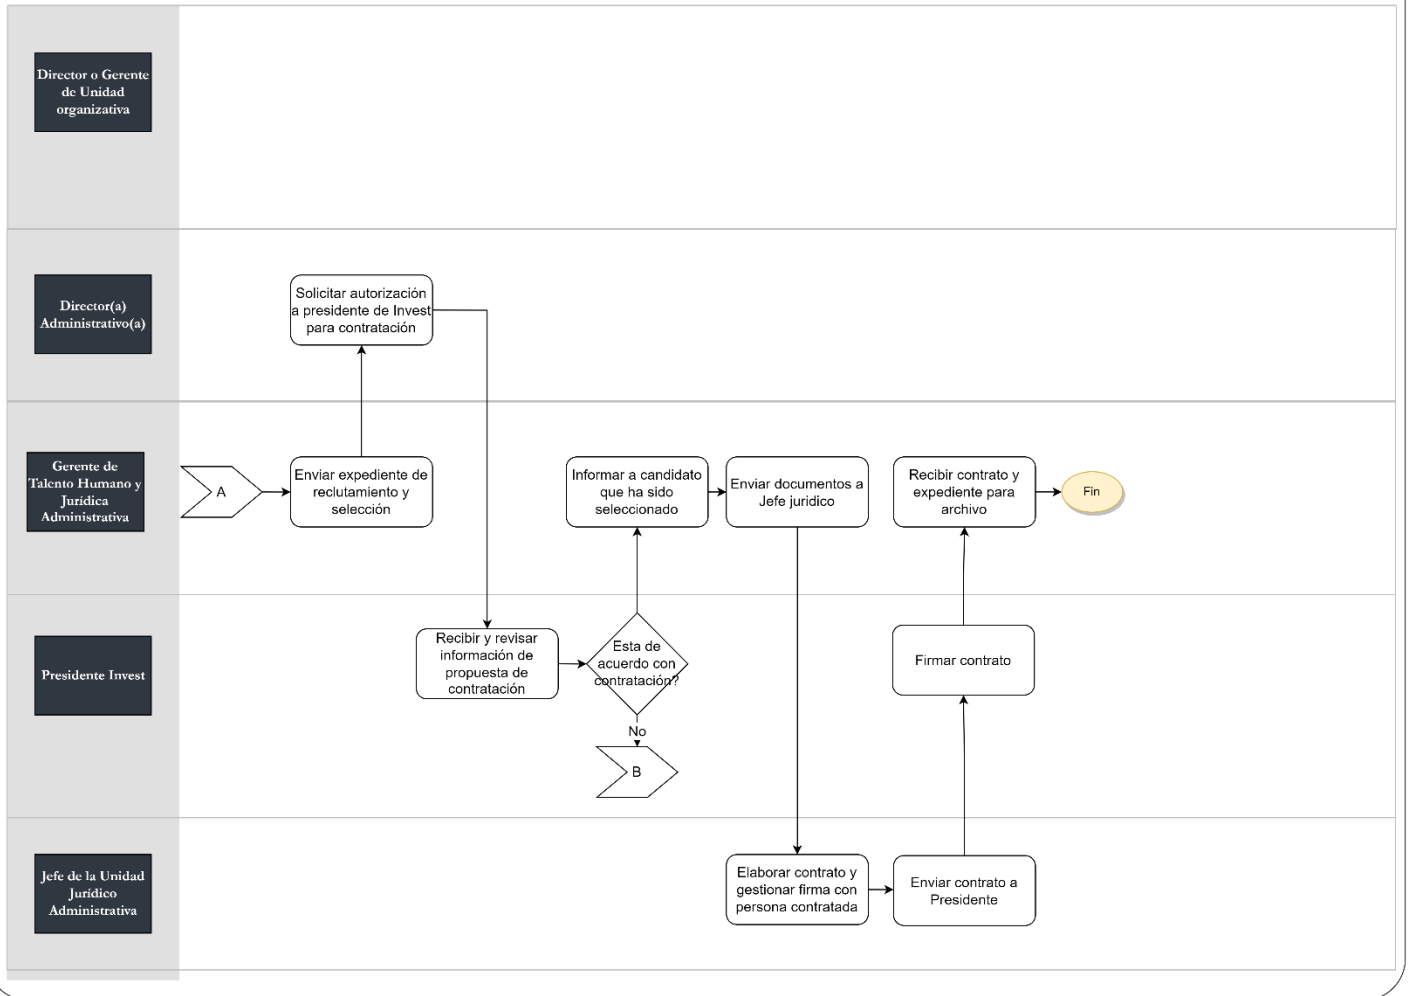 Director o Gerente
de Unidad
organizativa
Director(a)
Administrativo(a)
Solicitar autorización
a presidente de Invest
para contratación
Gerente de
Talento Humano y
Jurídica
Administrativa
A
Enviar expediente de
reclutamiento y
selección
Informar a candidato
que ha sido
seleccionado
Enviar documentos a
Jefe juridico
Recibir contrato y
expediente para
archivo
Fin
Presidente Invest
Recibir y revisar
información de
propuesta de
contratación
Esta de
acuerdo con
contratación?
No
B
Firmar contrato
Jefe de la Unidad
Jurídico
Administrativa
Elaborar contrato y
gestionar firma con
persona contratada
Enviar contrato a
Presidente